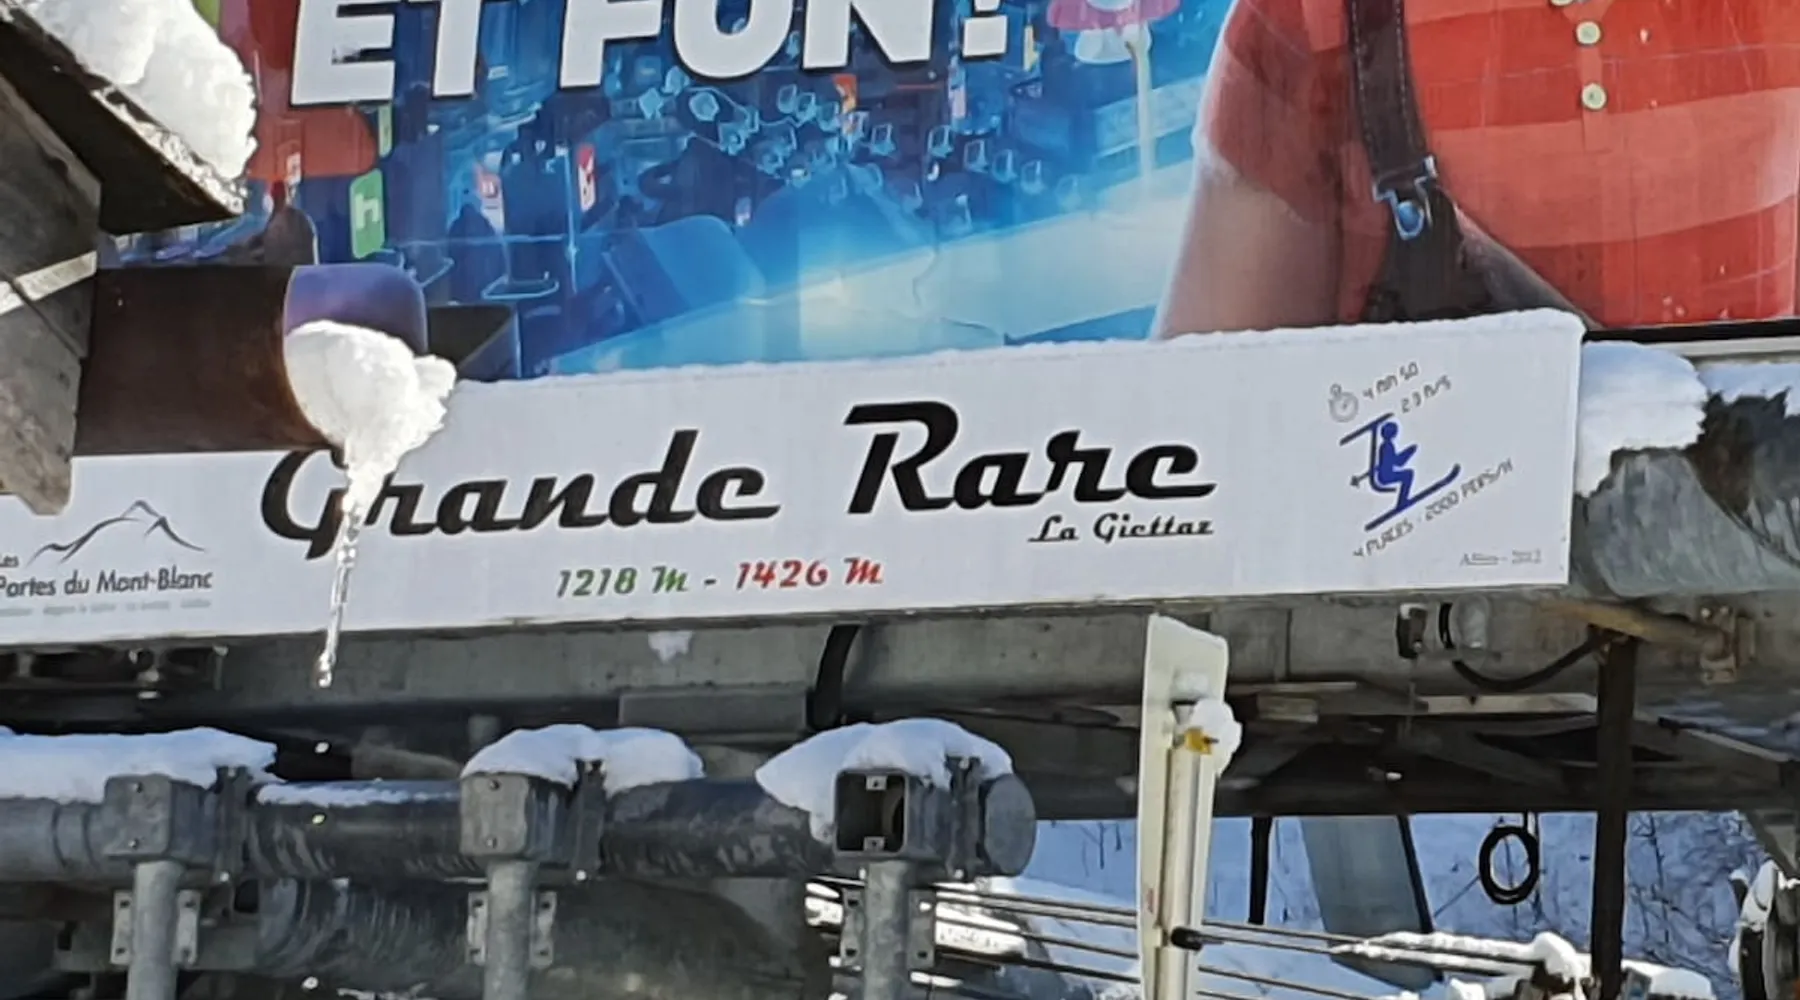 ET FUN!
Grande Rare
La Giettaz
1218 m - 1426 m
Les
Portes du Mont-Blanc
4 mn 50
2.3 m/s
4 PLACES - 2000 PERS/H